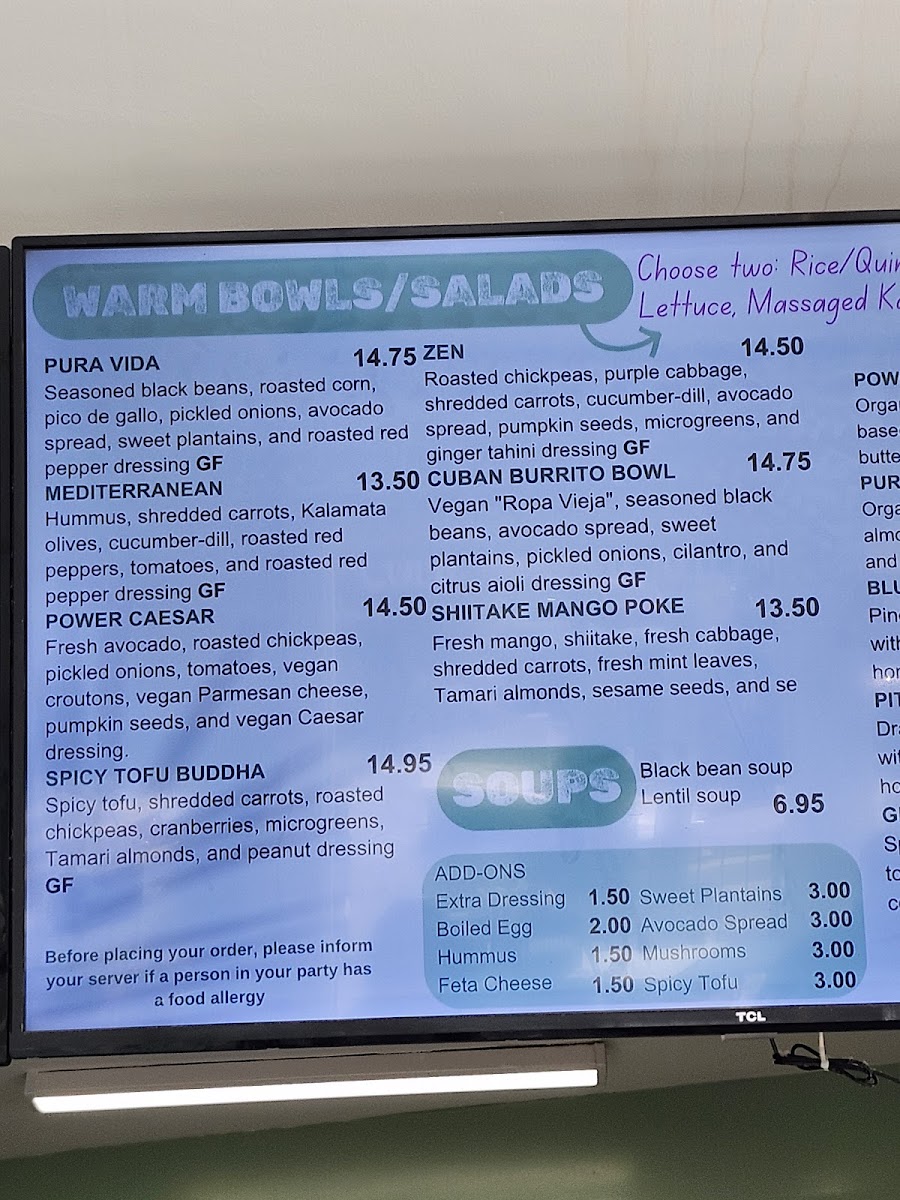 WARM BOWLS/SALADS
Choose two: Rice/
Lettuce, Massaged
PURA VIDA 14.75
Seasoned black beans, roasted corn,
pico de gallo, pickled onions, avocado
spread, sweet plantains, and roasted red
pepper dressing GF
MEDITERRANEAN 13.50
Hummus, shredded carrots, Kalamata
olives, cucumber-dill, roasted red
peppers, tomatoes, and roasted red
pepper dressing GF
POWER CAESAR 14.50
Fresh avocado, roasted chickpeas,
pickled onions, tomatoes, vegan
croutons, vegan Parmesan cheese,
pumpkin seeds, and vegan Caesar
dressing.
SPICY TOFU BUDDHA 14.95
Spicy tofu, shredded carrots, roasted
chickpeas, cranberries, microgreens,
Tamari almonds, and peanut dressing
GF
Before placing your order, please inform
your server if a person in your party has
a food allergy
ZEN 14.50
Roasted chickpeas, purple cabbage,
shredded carrots, cucumber-dill, avocado
spread, pumpkin seeds, microgreens, and
ginger tahini dressing GF
CUBAN BURRITO BOWL 14.75
Vegan "Ropa Vieja", seasoned black
beans, avocado spread, sweet
plantains, pickled onions, cilantro, and
citrus aioli dressing GF
SHIITAKE MANGO POKE 13.50
Fresh mango, shiitake, fresh cabbage,
shredded carrots, fresh mint leaves,
Tamari almonds, sesame seeds, and se
SOUPS
Black bean soup
Lentil soup 6.95
ADD-ONS
Extra Dressing 1.50 Sweet Plantains 3.00
Boiled Egg 2.00 Avocado Spread 3.00
Hummus 1.50 Mushrooms 3.00
Feta Cheese 1.50 Spicy Tofu 3.00
POW
Orga
base
butte
PUR
Orga
almo
and
BLU
with
hor
PIT
wit
TCL